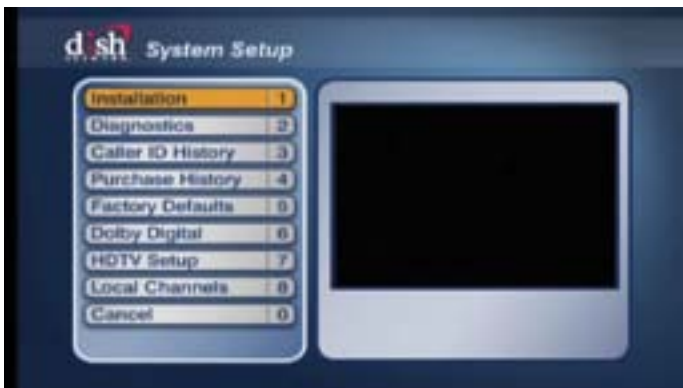 dish System Setup
NETWORK
Installation 1
Diagnostics 2
Caller ID History 3
Purchase History 4
Factory Defaults 5
Dolby Digital 6
HDTV Setup 7
Local Channels 8
Cancel 0